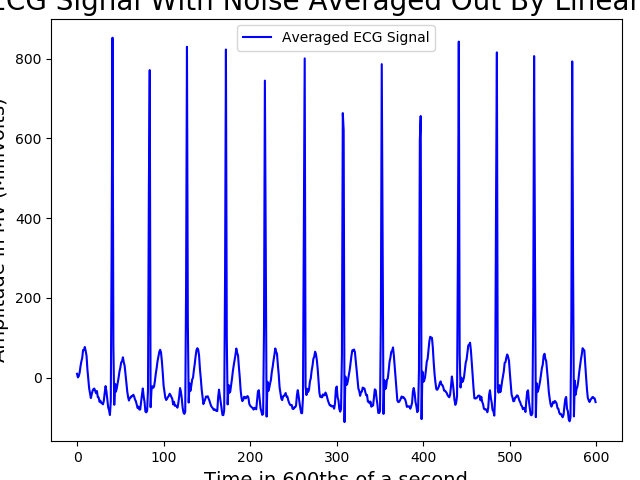 ECG Signal With Noise Averaged Out By Linear
Averaged ECG Signal
Amplitude in MV (Millivolts)
800
600
400
200
0
0 100 200 300 400 500 600
Time in 600ths of a second